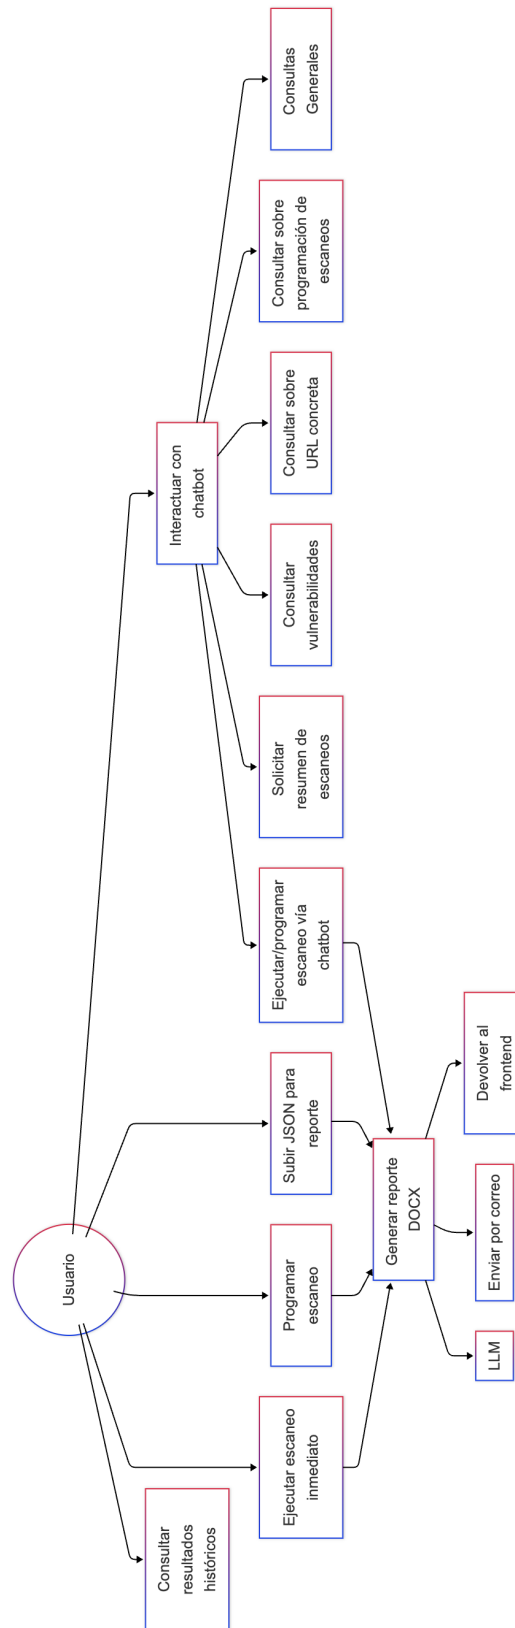 Usuario
Consultar
resultados
históricos
Interactuar con
chatbot
Ejecutar escaneo
inmediato
Programar
escaneo
Subir JSON para
reporte
Ejecutar/programar
escaneo vía
chatbot
Solicitar
resumen de
escaneos
Consultar
vulnerabilidades
Consultar sobre
URL concreta
Consultar sobre
programación de
escaneos
Consultas
Generales
Generar reporte
DOCX
LLM
Enviar por correo
Devolver al
frontend